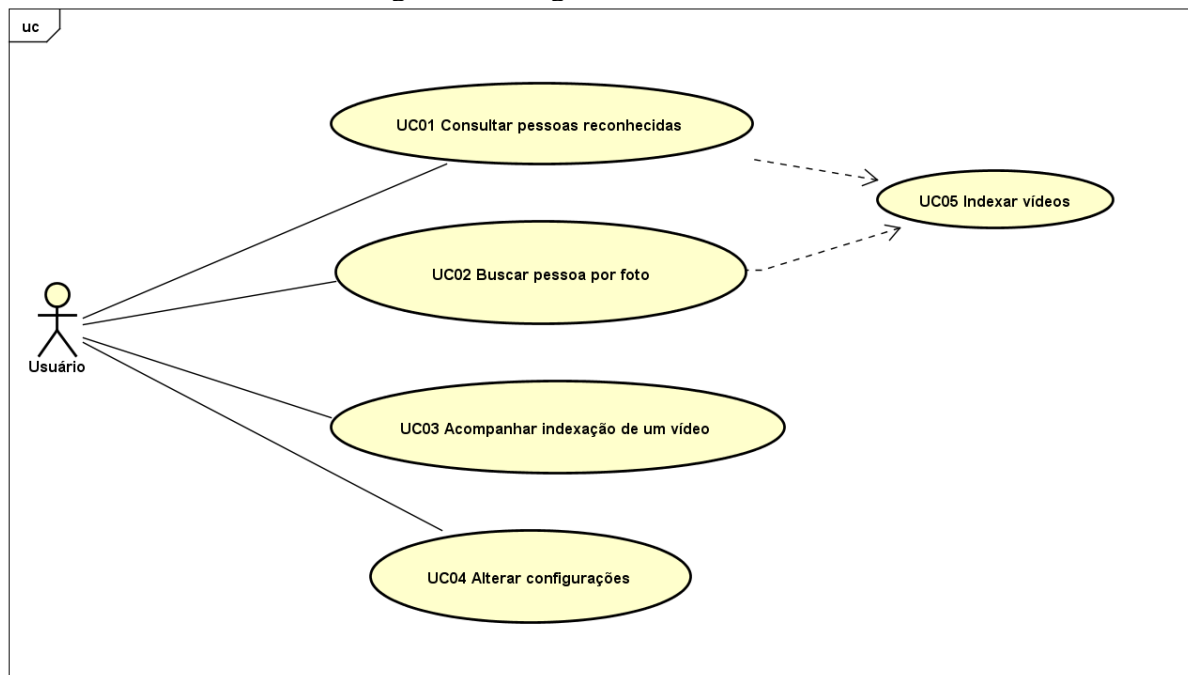 uc
UC01 Consultar pessoas reconhecidas
UC05 Indexar vídeos
UC02 Buscar pessoa por foto
Usuário
UC03 Acompanhar indexação de um vídeo
UC04 Alterar configurações